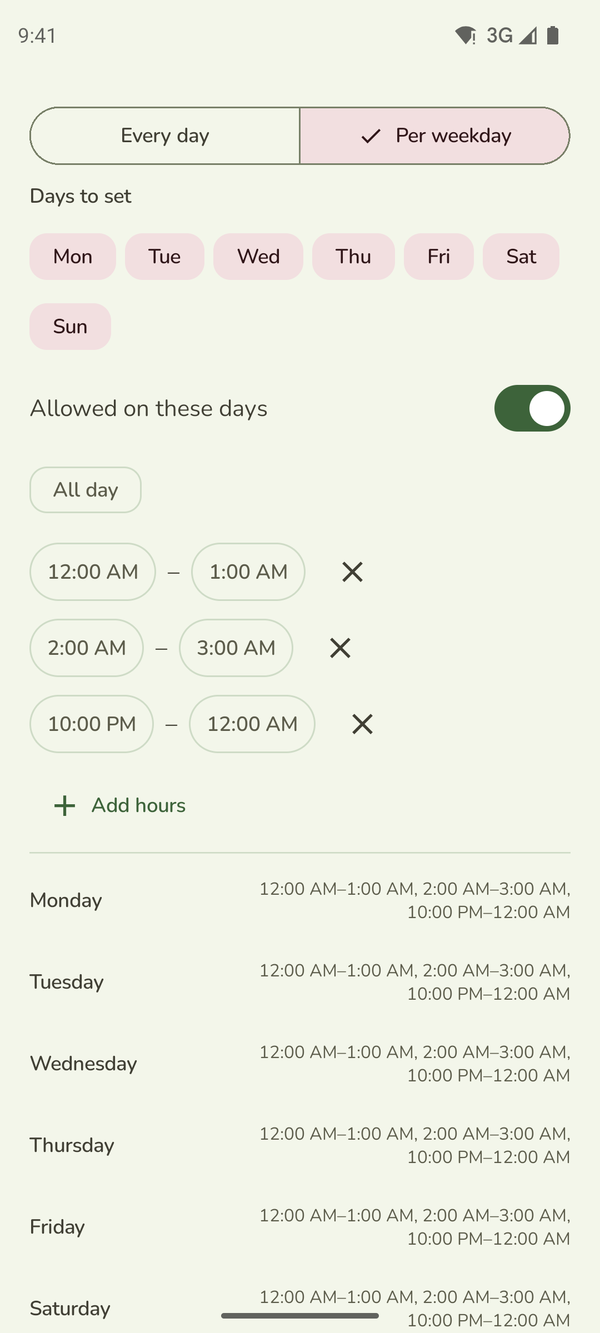 9:41
3G
Every day
Per weekday
Days to set
Mon Tue Wed Thu Fri Sat
Sun
Allowed on these days
All day
12:00 AM – 1:00 AM
2:00 AM – 3:00 AM
10:00 PM – 12:00 AM
Add hours
Monday
12:00 AM–1:00 AM, 2:00 AM–3:00 AM,
10:00 PM–12:00 AM
Tuesday
12:00 AM–1:00 AM, 2:00 AM–3:00 AM,
10:00 PM–12:00 AM
Wednesday
12:00 AM–1:00 AM, 2:00 AM–3:00 AM,
10:00 PM–12:00 AM
Thursday
12:00 AM–1:00 AM, 2:00 AM–3:00 AM,
10:00 PM–12:00 AM
Friday
12:00 AM–1:00 AM, 2:00 AM–3:00 AM,
10:00 PM–12:00 AM
Saturday
12:00 AM–1:00 AM, 2:00 AM–3:00 AM,
10:00 PM–12:00 AM